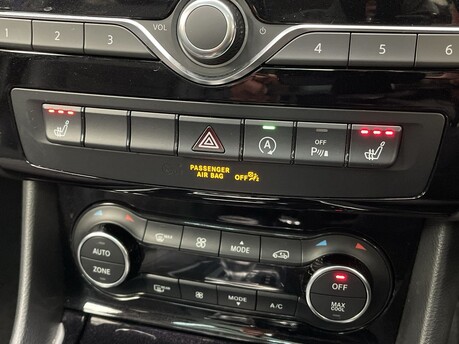 1 2 3 VOL 4 5 6
A OFF P
PASSENGER
AIR BAG OFF
AUTO
ZONE
MODE
MODE
A/C
OFF
MAX
COOL